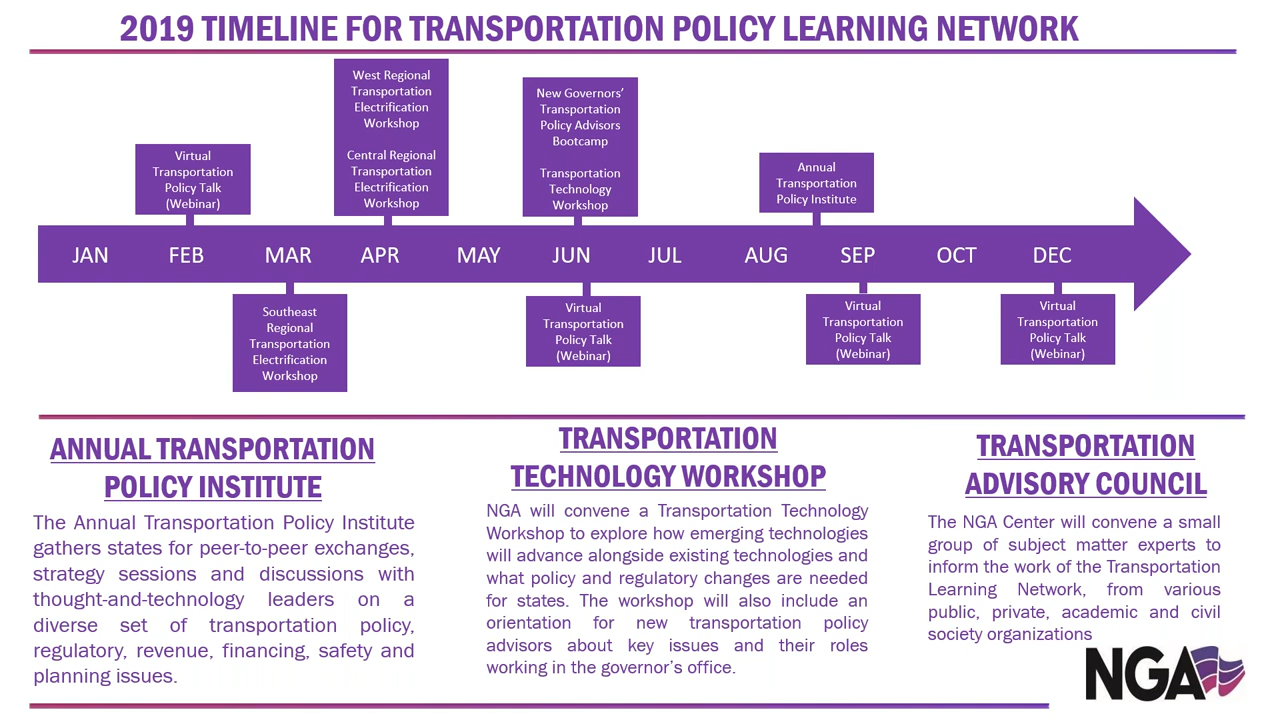 2019 TIMELINE FOR TRANSPORTATION POLICY LEARNING NETWORK
Virtual
Transportation
Policy Talk
(Webinar)
West Regional
Transportation
Electrification
Workshop
Central Regional
Transportation
Electrification
Workshop
New Governors’
Transportation
Policy Advisors
Bootcamp
Transportation
Technology
Workshop
Annual
Transportation
Policy Institute
JAN FEB MAR APR MAY JUN JUL AUG SEP OCT DEC
Southeast
Regional
Transportation
Electrification
Workshop
Virtual
Transportation
Policy Talk
(Webinar)
Virtual
Transportation
Policy Talk
(Webinar)
Virtual
Transportation
Policy Talk
(Webinar)
ANNUAL TRANSPORTATION
POLICY INSTITUTE
The Annual Transportation Policy Institute
gathers states for peer-to-peer exchanges,
strategy sessions and discussions with
thought-and-technology leaders on a
diverse set of transportation policy,
regulatory, revenue, financing, safety and
planning issues.
TRANSPORTATION
TECHNOLOGY WORKSHOP
NGA will convene a Transportation Technology
Workshop to explore how emerging technologies
will advance alongside existing technologies and
what policy and regulatory changes are needed
for states. The workshop will also include an
orientation for new transportation policy
advisors about key issues and their roles
working in the governor’s office.
TRANSPORTATION
ADVISORY COUNCIL
The NGA Center will convene a small
group of subject matter experts to
inform the work of the Transportation
Learning Network, from various
public, private, academic and civil
society organizations
NGA